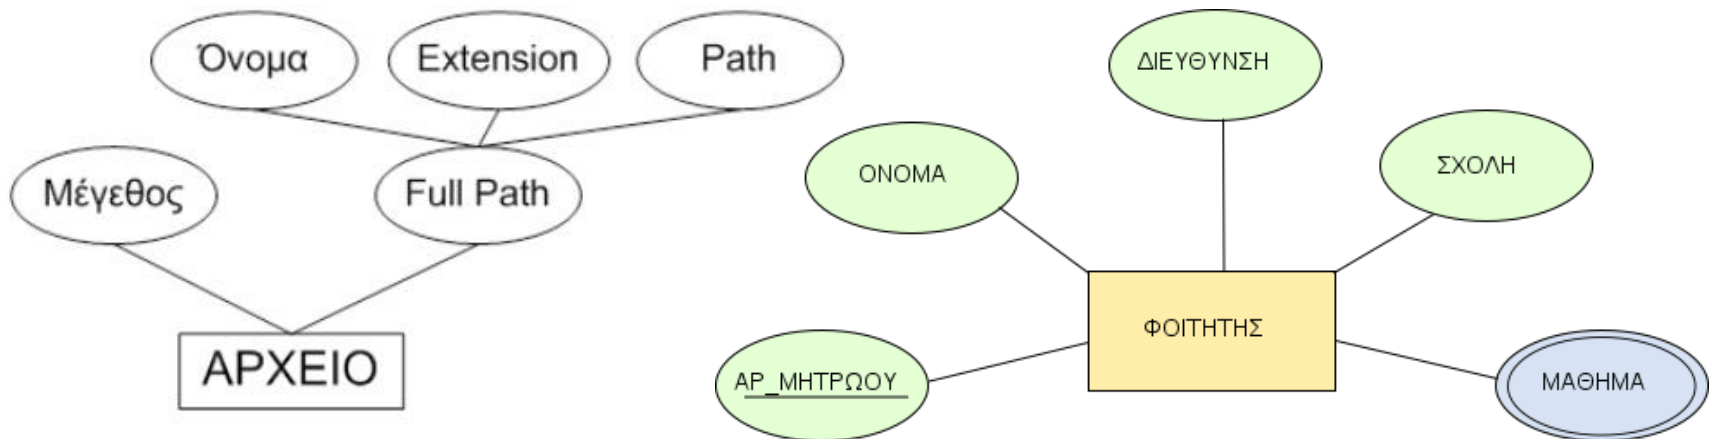 Όνομα
Extension
Path
Μέγεθος
Full Path
ΑΡΧΕΙΟ
ΔΙΕΥΘΥΝΣΗ
ΟΝΟΜΑ
ΣΧΟΛΗ
ΦΟΙΤΗΤΗΣ
ΑΡ_ΜΗΤΡΩΟΥ
ΜΑΘΗΜΑ